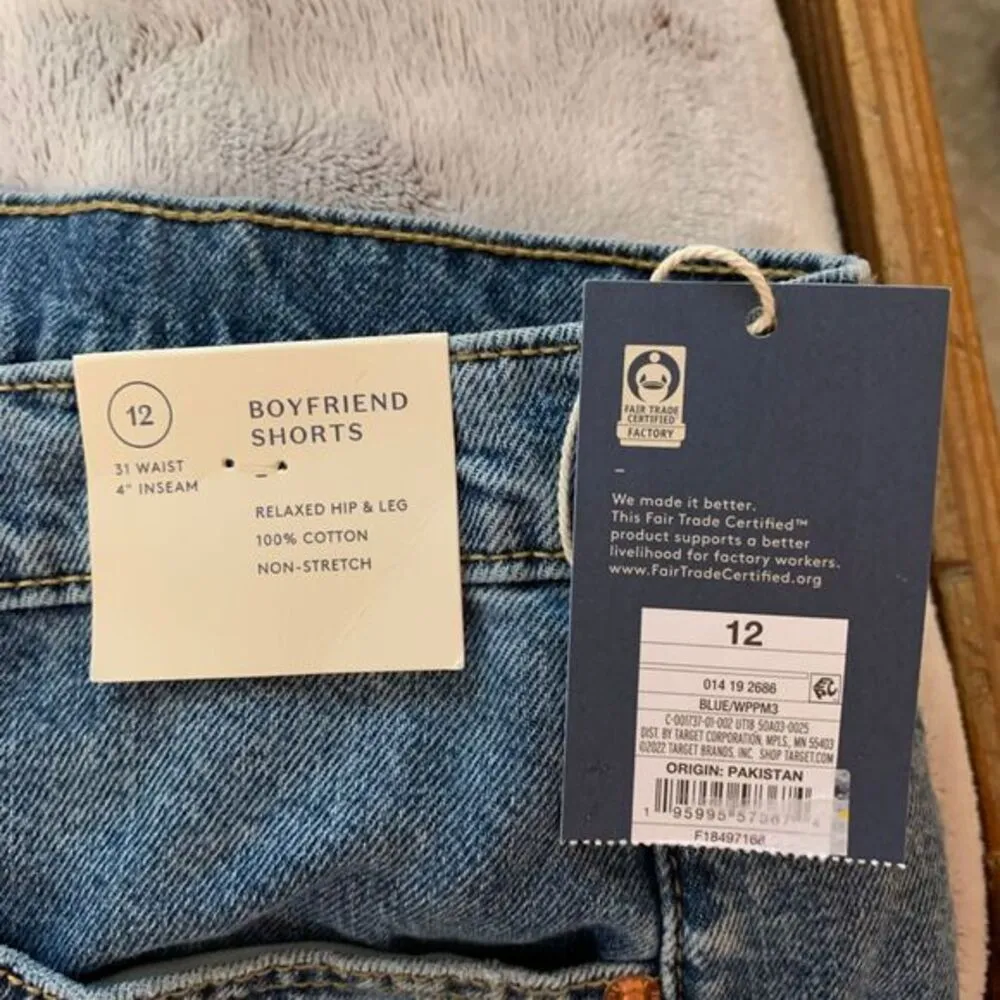 12
31 WAIST
4" INSEAM
BOYFRIEND
SHORTS
RELAXED HIP & LEG
100% COTTON
NON-STRETCH
FAIR TRADE
CERTIFIED
FACTORY
We made it better.
This Fair Trade Certified™
product supports a better
livelihood for factory workers.
www.FairTradeCertified.org
12
014 19 2686
BLUE/WPPM3
C-001737-01-002 UT18 50A03-0025
DIST. BY TARGET CORPORATION, MPLS, MN 55403
©2022 TARGET BRANDS, INC. SHOP TARGET.COM
ORIGIN: PAKISTAN
1 95995